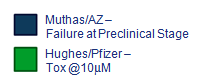 Muthas/AZ –
Failure at Preclinical Stage
Hughes/Pfizer –
Tox @10µM